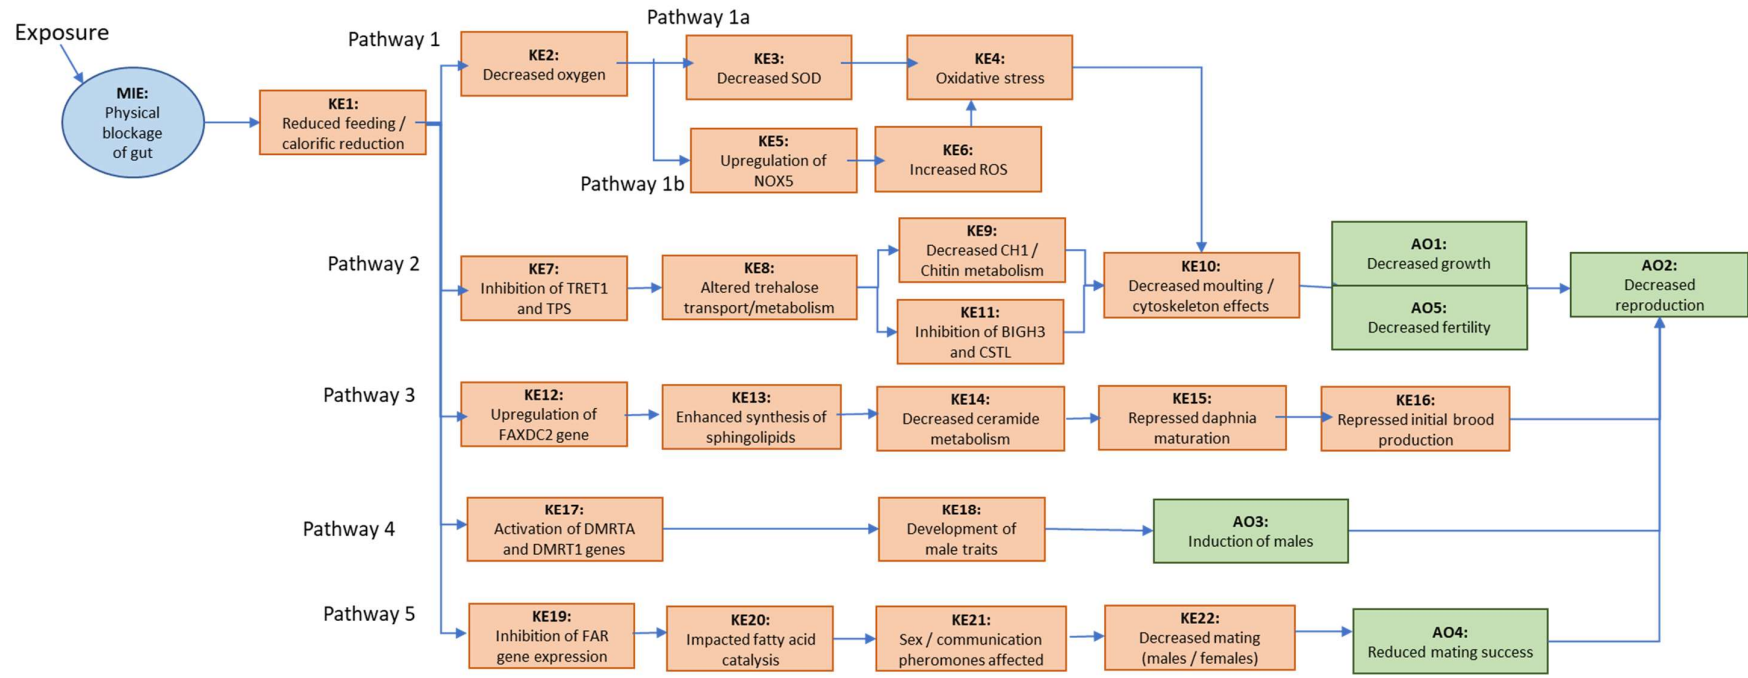 Exposure
MIE:
Physical
blockage
of gut
KE1:
Reduced feeding /
calorific reduction
Pathway 1
Pathway 1a
KE2:
Decreased oxygen
KE3:
Decreased SOD
KE4:
Oxidative stress
Pathway 1b
KE5:
Upregulation of
NOX5
KE6:
Increased ROS
Pathway 2
KE7:
Inhibition of TRET1
and TPS
KE8:
Altered trehalose
transport/metabolism
KE9:
Decreased CH1 /
Chitin metabolism
KE11:
Inhibition of BIGH3
and CSTL
KE10:
Decreased moulting /
cytoskeleton effects
AO1:
Decreased growth
AO5:
Decreased fertility
AO2:
Decreased
reproduction
Pathway 3
KE12:
Upregulation of
FAXDC2 gene
KE13:
Enhanced synthesis of
sphingolipids
KE14:
Decreased ceramide
metabolism
KE15:
Repressed daphnia
maturation
KE16:
Repressed initial brood
production
Pathway 4
KE17:
Activation of DMRTA
and DMRT1 genes
KE18:
Development of
male traits
AO3:
Induction of males
Pathway 5
KE19:
Inhibition of FAR
gene expression
KE20:
Impacted fatty acid
catalysis
KE21:
Sex / communication
pheromones affected
KE22:
Decreased mating
(males / females)
AO4:
Reduced mating success